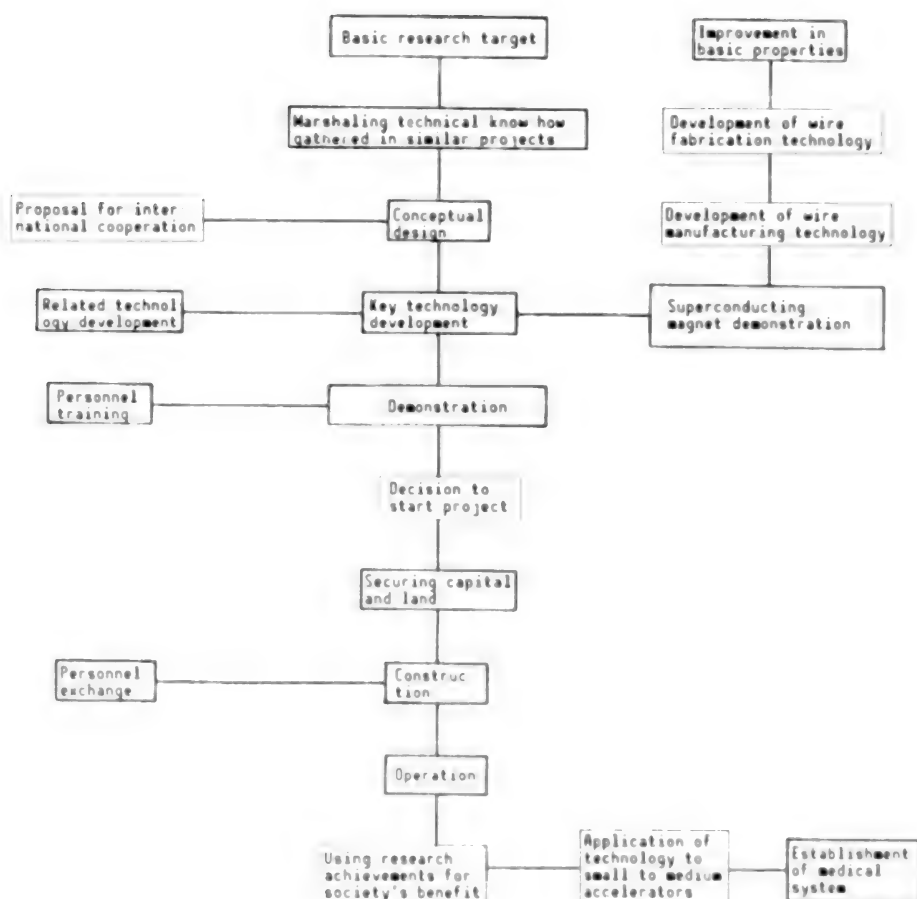 Basic research target
Improvement in
basic properties
Marshaling technical know how
gathered in similar projects
Development of wire
fabrication technology
Proposal for inter
national cooperation
Conceptual
design
Development of wire
manufacturing technology
Related technol
ogy development
Key technology
development
Superconducting
magnet demonstration
Personnel
training
Demonstration
Decision to
start project
Securing capital
and land
Personnel
exchange
Construc
tion
Operation
Using research
achievements for
society's benefit
Application of
technology to
small to medium
accelerators
Establishment
of medical
system